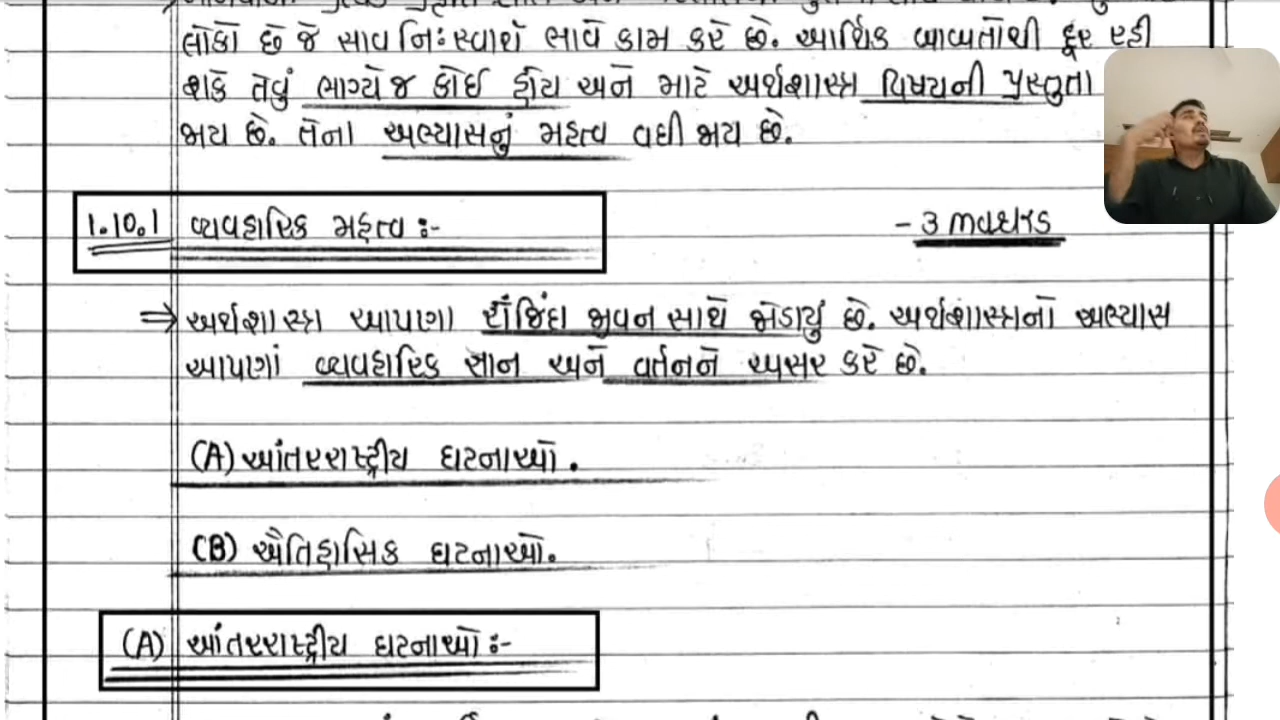 લોકો છે જે સાવ નિઃસ્વાર્થ ભાવે કામ કરે છે. આર્થિક બાબતોથી દૂર રહી
શકે તેવું ભાગ્યે જ કોઈ હોય અને માટે અર્થશાસ્ત્ર વિષયની પ્રસ્તુતા
જાય છે. તેના અભ્યાસનું મહત્વ વધી જાય છે.
1.10.1 વ્યવહારિક મહત્વ :-
- 3 માર્ક્સ
⇒ અર્થશાસ્ત્ર આપણા રોજિંદા જીવન સાથે જોડાયું છે. અર્થશાસ્ત્રનો અભ્યાસ
આપણાં વ્યવહારિક જ્ઞાન અને વર્તનને અસર કરે છે.
(A) આંતરરાષ્ટ્રીય ઘટનાઓ.
(B) ઐતિહાસિક ઘટનાઓ.
(A) આંતરરાષ્ટ્રીય ઘટનાઓ :-